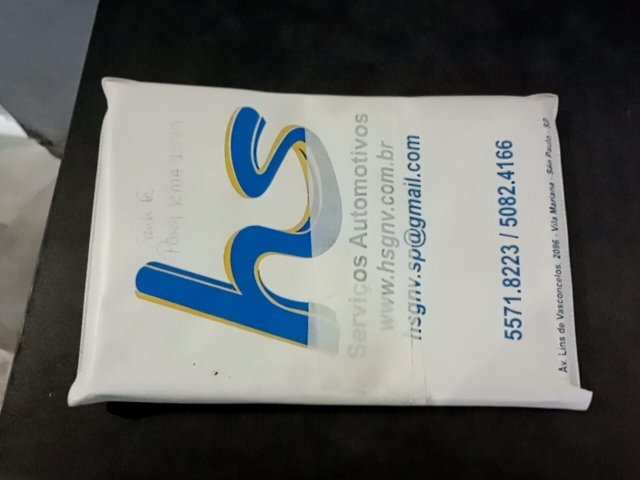 hs
Serviços Automotivos
www.hsgnv.com.br
hsgnv.sp@gmail.com
5571.8223 / 5082.4166
Av. Lins de Vasconcelos, 2096 - Vila Mariana - São Paulo - SP